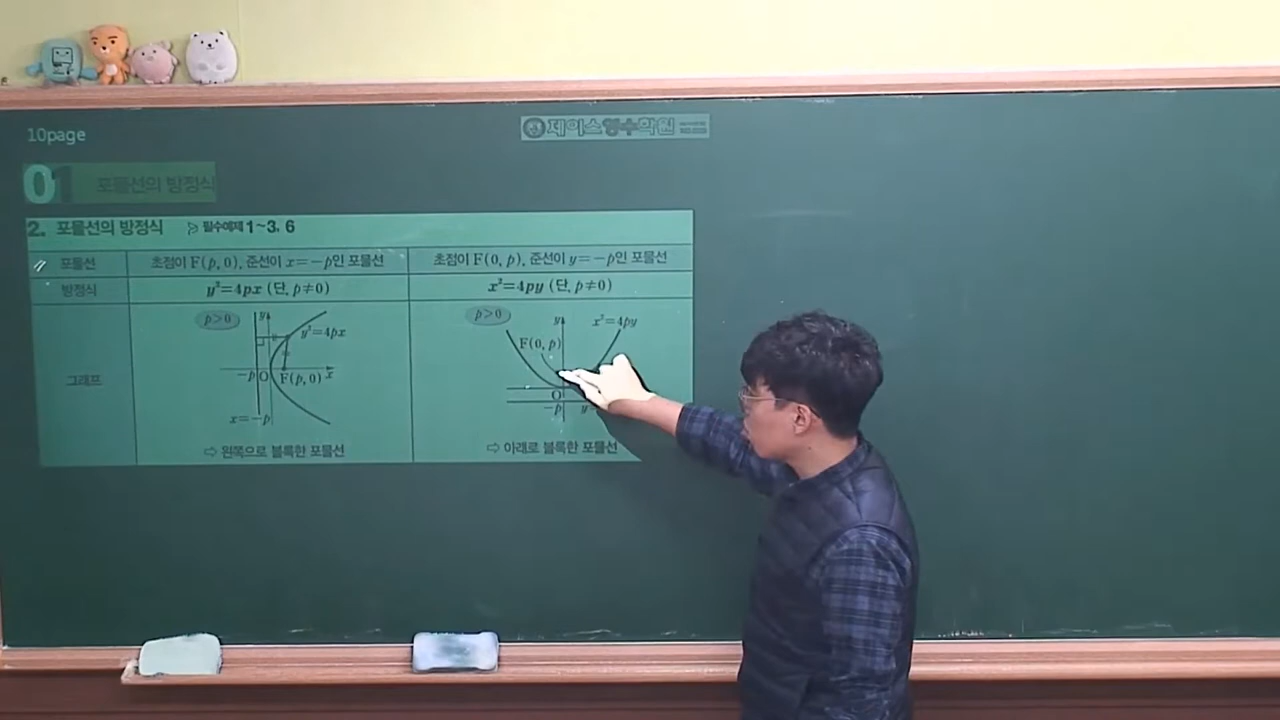 10page
제이스영수학원
01 포물선의 방정식
2. 포물선의 방정식 ▷ 필수예제 1~3, 6
포물선 초점이 F(p, 0), 준선이 x=-p인 포물선 초점이 F(0, p), 준선이 y=-p인 포물선
방정식 y²=4px (단, p≠0) x²=4py (단, p≠0)
그래프
p>0
y
y²=4px
-p
O
F(p, 0)
x
x=-p
⇨ 왼쪽으로 볼록한 포물선
p>0
y
x²=4py
F(0, p)
O
-p
y
⇨ 아래로 볼록한 포물선